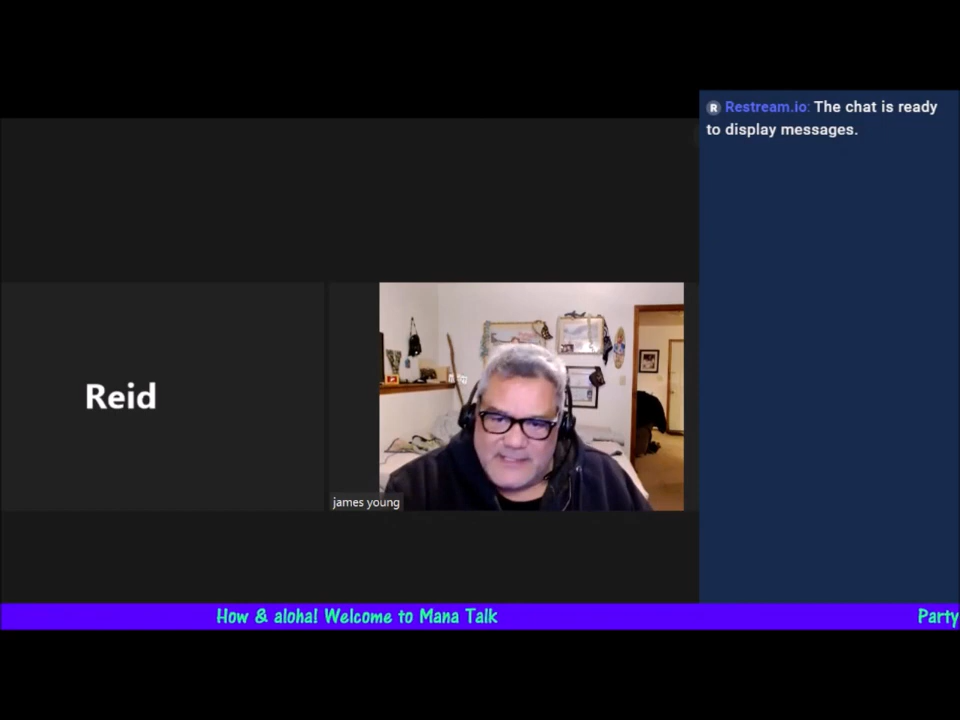 R Restream.io: The chat is ready
to display messages.
Reid
james young
How & aloha! Welcome to Mana Talk
Party